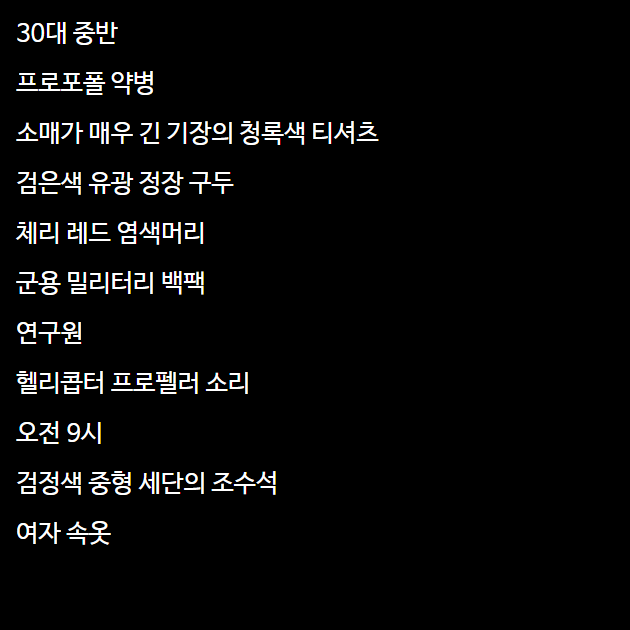 30대 중반
프로포폴 약병
소매가 매우 긴 기장의 청록색 티셔츠
검은색 유광 정장 구두
체리 레드 염색머리
군용 밀리터리 백팩
연구원
헬리콥터 프로펠러 소리
오전 9시
검정색 중형 세단의 조수석
여자 속옷